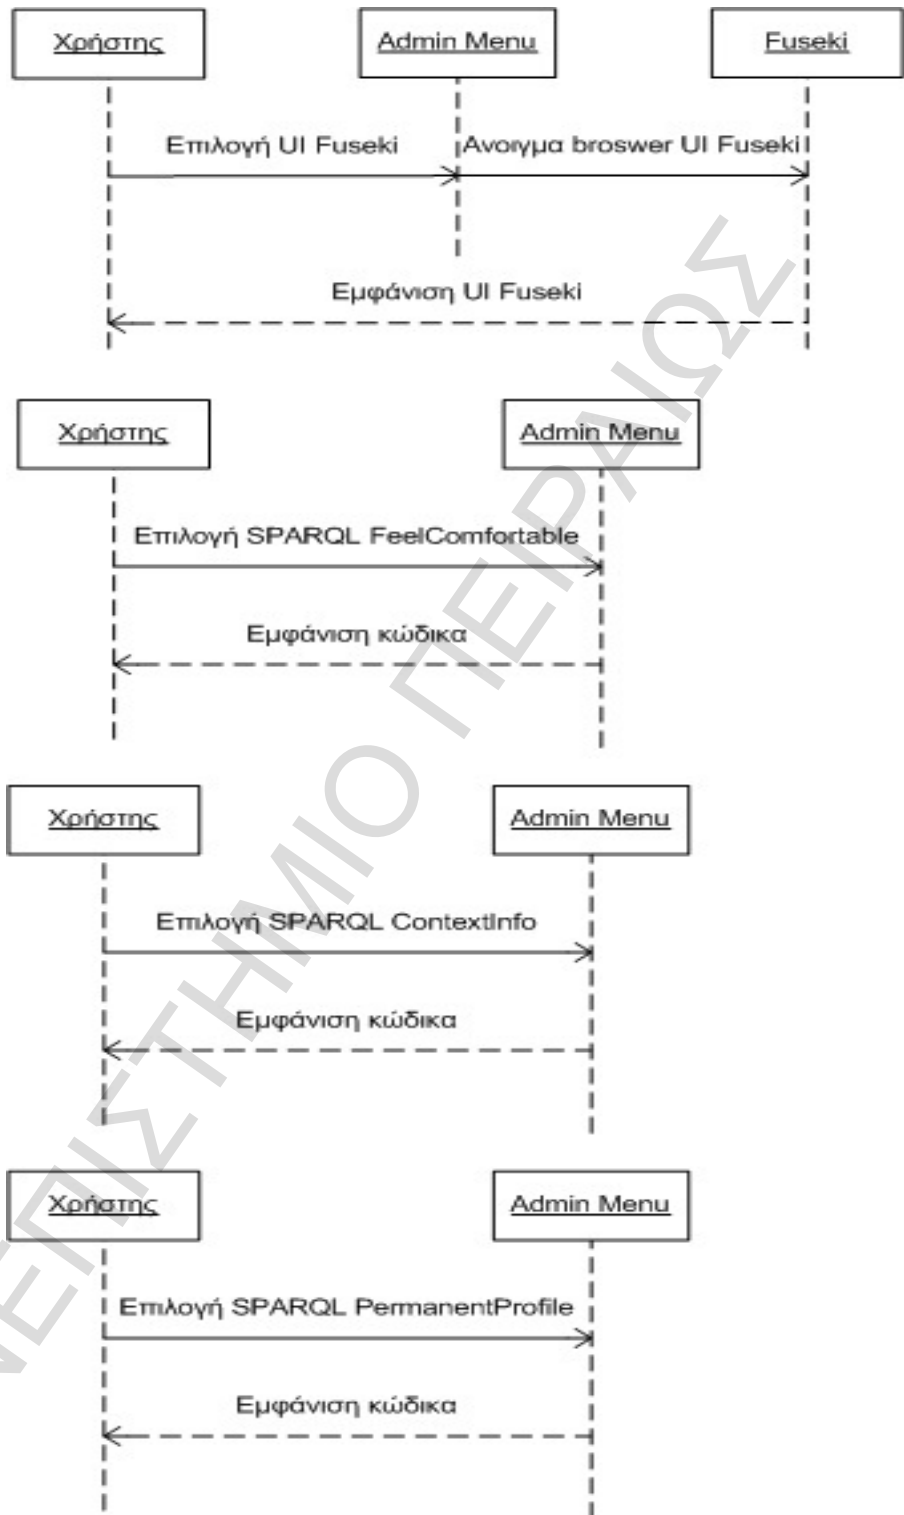 Χρήστης
Admin Menu
Fuseki
Επιλογή UI Fuseki
Ανοιγμα broswer UI Fuseki
Εμφάνιση UI Fuseki
Χρήστης
Admin Menu
Επιλογή SPARQL FeelComfortable
Εμφάνιση κώδικα
Χρήστης
Admin Menu
Επιλογή SPARQL ContextInfo
Εμφάνιση κώδικα
Χρήστης
Admin Menu
Επιλογή SPARQL PermanentProfile
Εμφάνιση κώδικα
ΝΕΠΙΣΤΗΜΙΟ ΠΕΙΡΑΙΩΣ